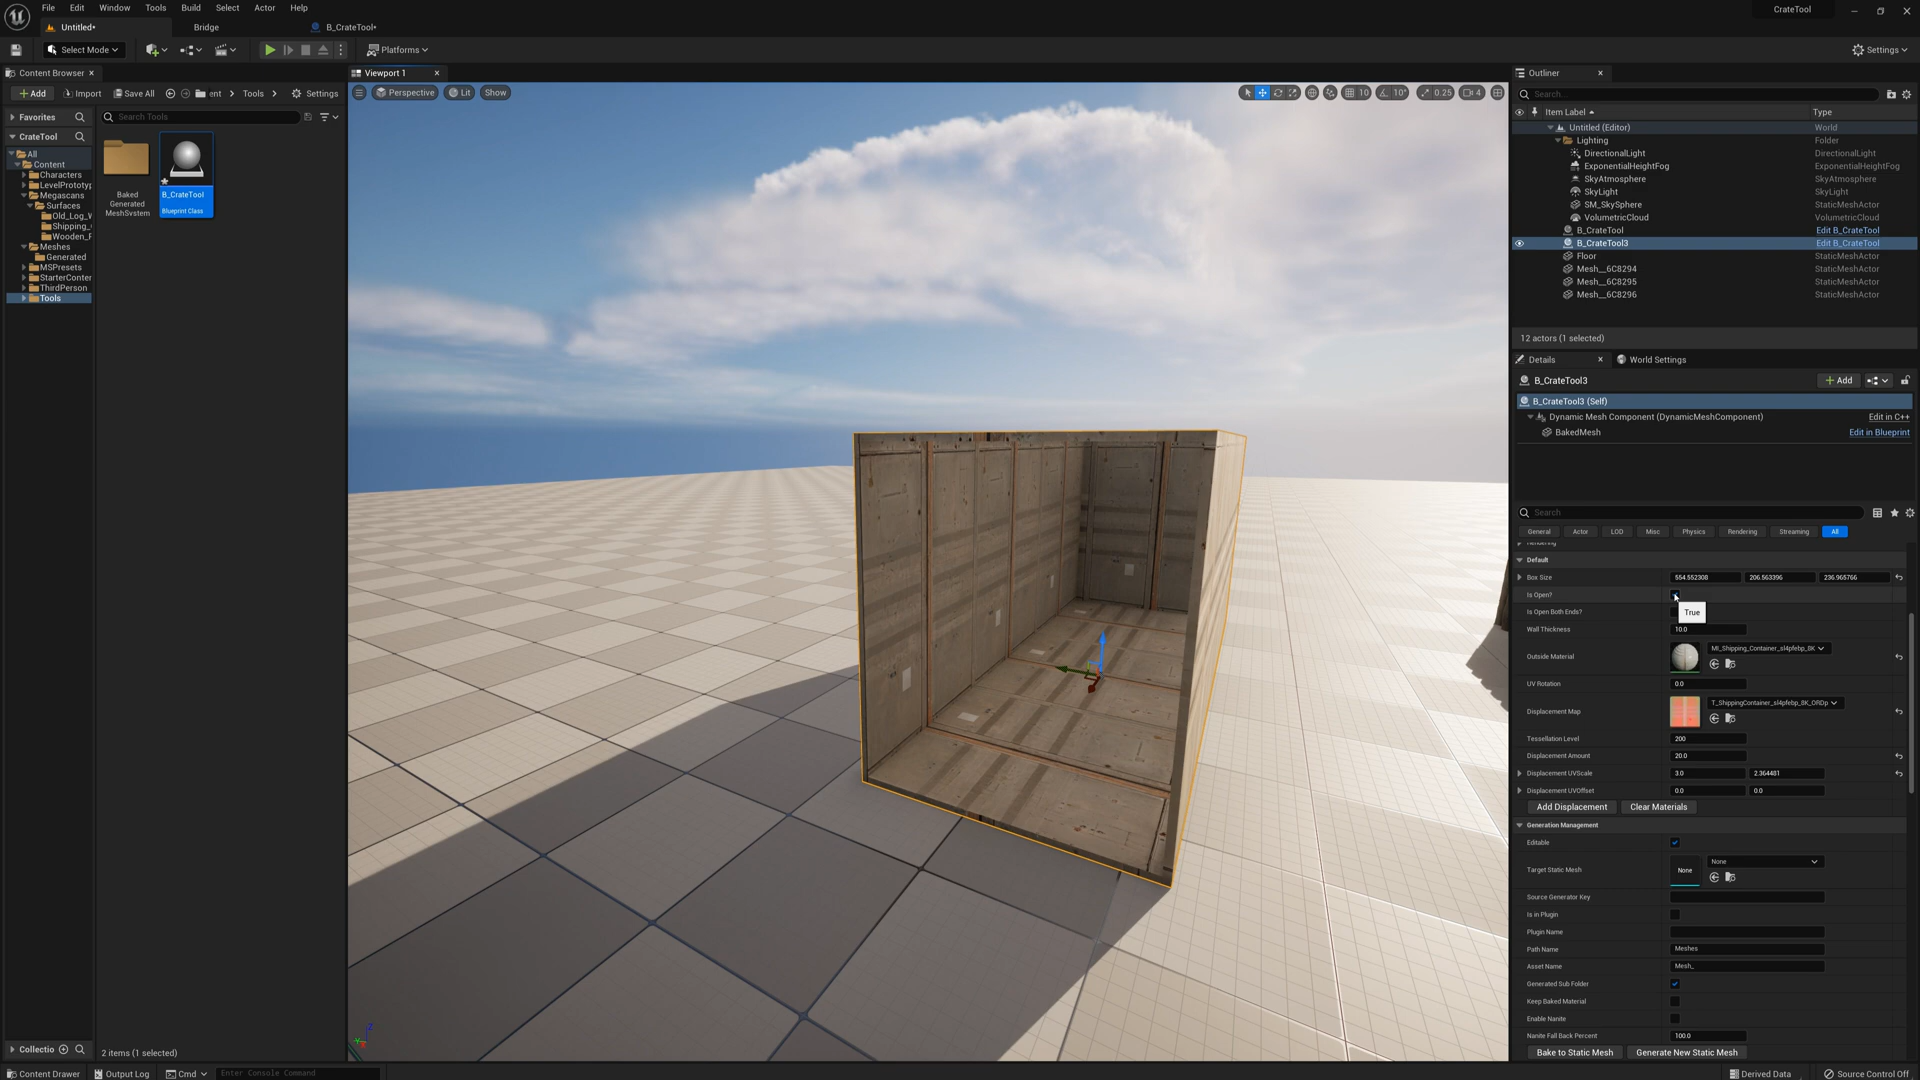 File Edit Window Tools Build Select Actor Help
CrateTool
Untitled*
Bridge
B_CrateTool*
Select Mode
Platforms
Settings
Content Browser
Add
Import
Save All
ent
Tools
Settings
Favorites
Search Tools
CrateTool
All
Content
Characters
Megascans
Surfaces
Meshes
Generated
MSPresets
ThirdPerson
Tools
Baked
Generated
MeshSystem
B_CrateTool
Blueprint Class
Collectio
2 items (1 selected)
Viewport 1
Perspective
Lit
Show
10
10°
0.25
4
Outliner
Search...
Item Label
Type
Untitled (Editor)
World
Lighting
Folder
DirectionalLight
DirectionalLight
ExponentialHeightFog
ExponentialHeightFog
SkyAtmosphere
SkyAtmosphere
SkyLight
SkyLight
SM_SkySphere
StaticMeshActor
VolumetricCloud
VolumetricCloud
B_CrateTool
Edit B_CrateTool
B_CrateTool3
Edit B_CrateTool
Floor
StaticMeshActor
Mesh__6C8294
StaticMeshActor
Mesh__6C8295
StaticMeshActor
Mesh__6C8296
StaticMeshActor
12 actors (1 selected)
Details
World Settings
B_CrateTool3
Add
B_CrateTool3 (Self)
Dynamic Mesh Component (DynamicMeshComponent)
Edit in C++
BakedMesh
Edit in Blueprint
Search
General Actor LOD Misc Physics Rendering Streaming All
Rendering
Default
Box Size
554.552308
206.563396
236.965766
Is Open?
Is Open Both Ends?
True
Wall Thickness
10.0
Outside Material
MI_Shipping_Container_sl4pfebp_8K
UV Rotation
0.0
Displacement Map
T_ShippingContainer_sl4pfebp_8K_ORDp
Tessellation Level
200
Displacement Amount
20.0
Displacement UVScale
3.0
2.364481
Displacement UVOffset
0.0
0.0
Add Displacement
Clear Materials
Generation Management
Editable
Target Static Mesh
None
None
Source Generator Key
Is in Plugin
Plugin Name
Path Name
Meshes
Asset Name
Mesh_
Generated Sub Folder
Keep Baked Material
Enable Nanite
Nanite Fall Back Percent
100.0
Bake to Static Mesh
Generate New Static Mesh
Content Drawer
Output Log
Cmd
Enter Console Command
Derived Data
Source Control Off